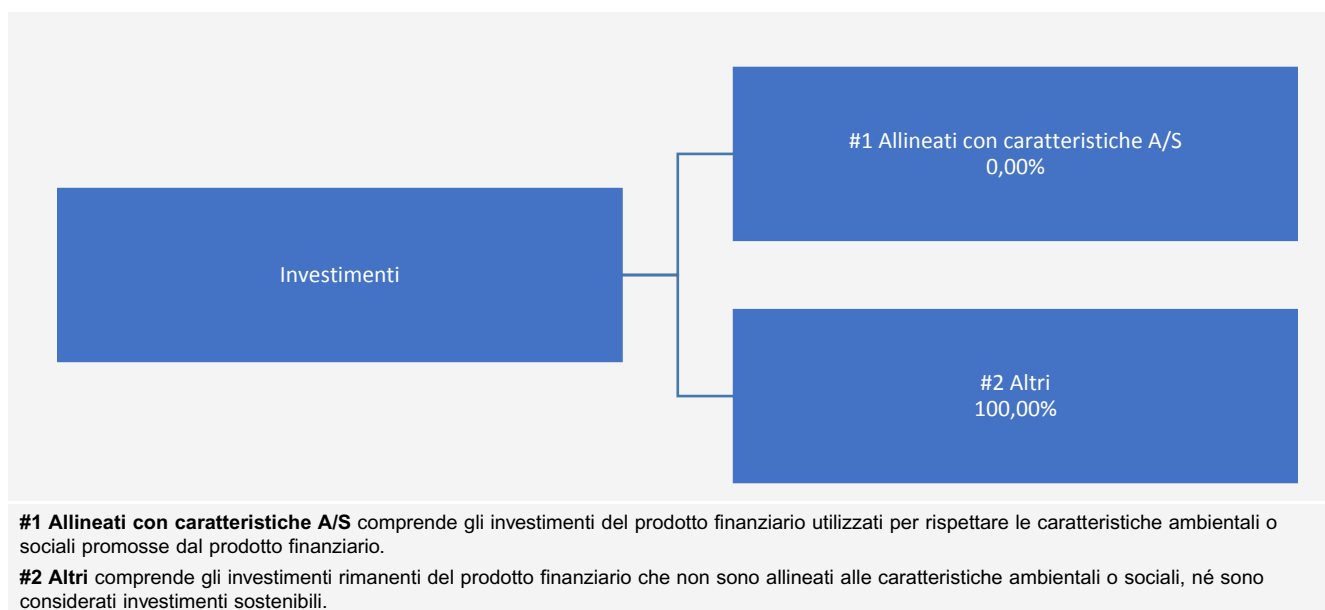 #1 Allineati con caratteristiche A/S
0,00%
Investimenti
#2 Altri
100,00%
#1 Allineati con caratteristiche A/S comprende gli investimenti del prodotto finanziario utilizzati per rispettare le caratteristiche ambientali o
sociali promosse dal prodotto finanziario.
#2 Altri comprende gli investimenti rimanenti del prodotto finanziario che non sono allineati alle caratteristiche ambientali o sociali, né sono
considerati investimenti sostenibili.